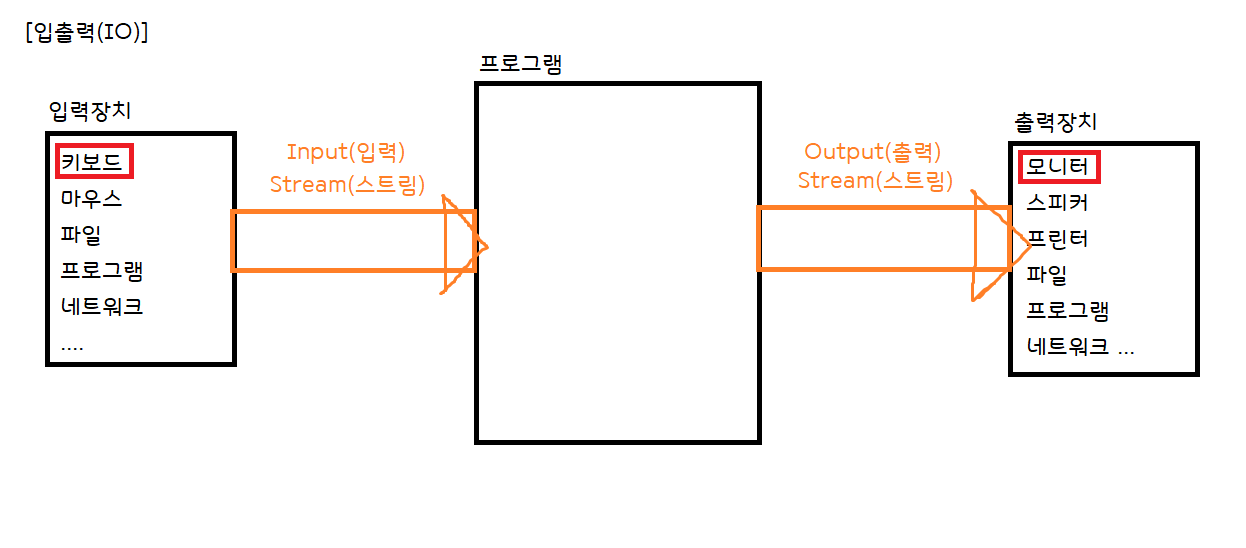 [입출력(IO)]
프로그램
입력장치
키보드
마우스
파일
프로그램
네트워크
....
Input(입력)
Stream(스트림)
Output(출력)
Stream(스트림)
출력장치
모니터
스피커
프린터
파일
프로그램
네트워크 ...